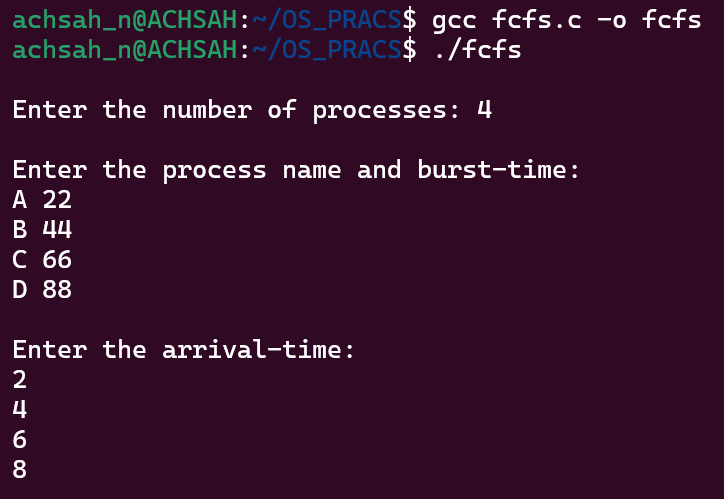 achsah_n@ACHSAH:~/OS_PRACS$ gcc fcfs.c -o fcfs
achsah_n@ACHSAH:~/OS_PRACS$ ./fcfs
Enter the number of processes: 4
Enter the process name and burst-time:
A 22
B 44
C 66
D 88
Enter the arrival-time:
2
4
6
8